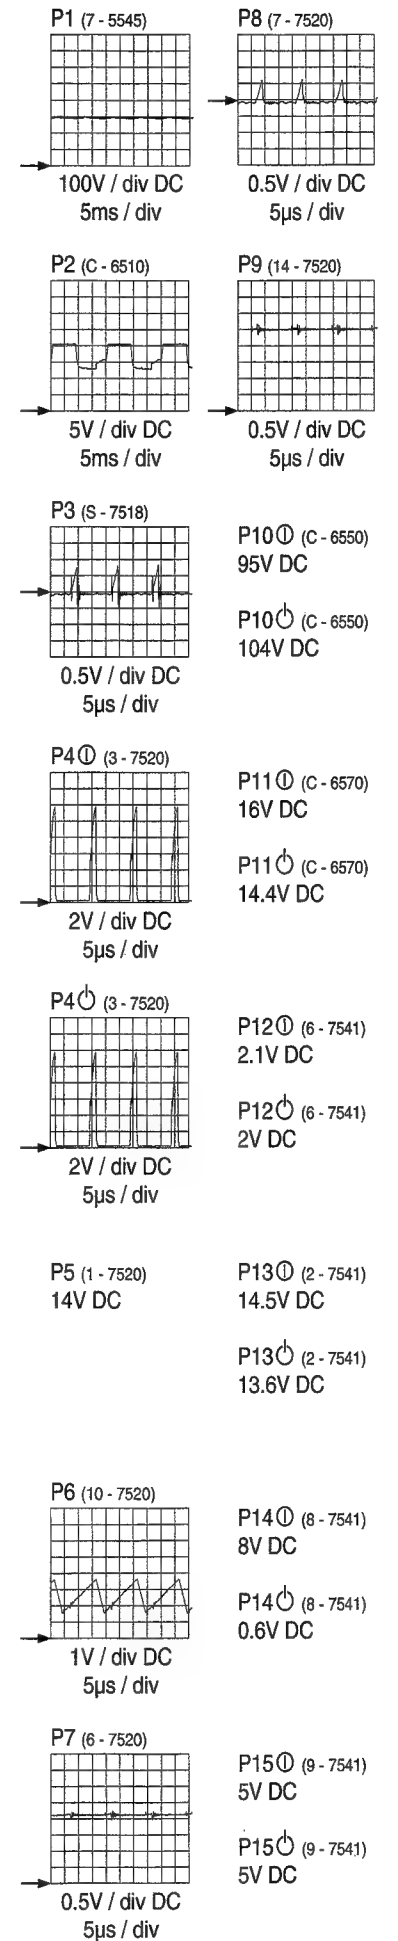 P1 (7 - 5545)
100V / div DC
5ms / div
P2 (C - 6510)
5V / div DC
5ms / div
P3 (S - 7518)
0.5V / div DC
5µs / div
P4 (3 - 7520)
2V / div DC
5µs / div
P4 (3 - 7520)
2V / div DC
5µs / div
P5 (1 - 7520)
14V DC
P6 (10 - 7520)
1V / div DC
5µs / div
P7 (6 - 7520)
0.5V / div DC
5µs / div
P8 (7 - 7520)
0.5V / div DC
5µs / div
P9 (14 - 7520)
0.5V / div DC
5µs / div
P10 (C - 6550)
95V DC
P10 (C - 6550)
104V DC
P11 (C - 6570)
16V DC
P11 (C - 6570)
14.4V DC
P12 (6 - 7541)
2.1V DC
P12 (6 - 7541)
2V DC
P13 (2 - 7541)
14.5V DC
P13 (2 - 7541)
13.6V DC
P14 (8 - 7541)
8V DC
P14 (8 - 7541)
0.6V DC
P15 (9 - 7541)
5V DC
P15 (9 - 7541)
5V DC